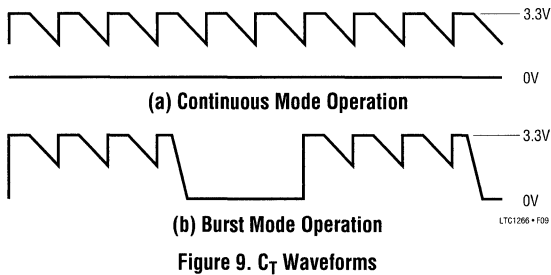 3.3V
0V
(a) Continuous Mode Operation
3.3V
0V
LTC1266 • F09
(b) Burst Mode Operation
Figure 9. CT Waveforms